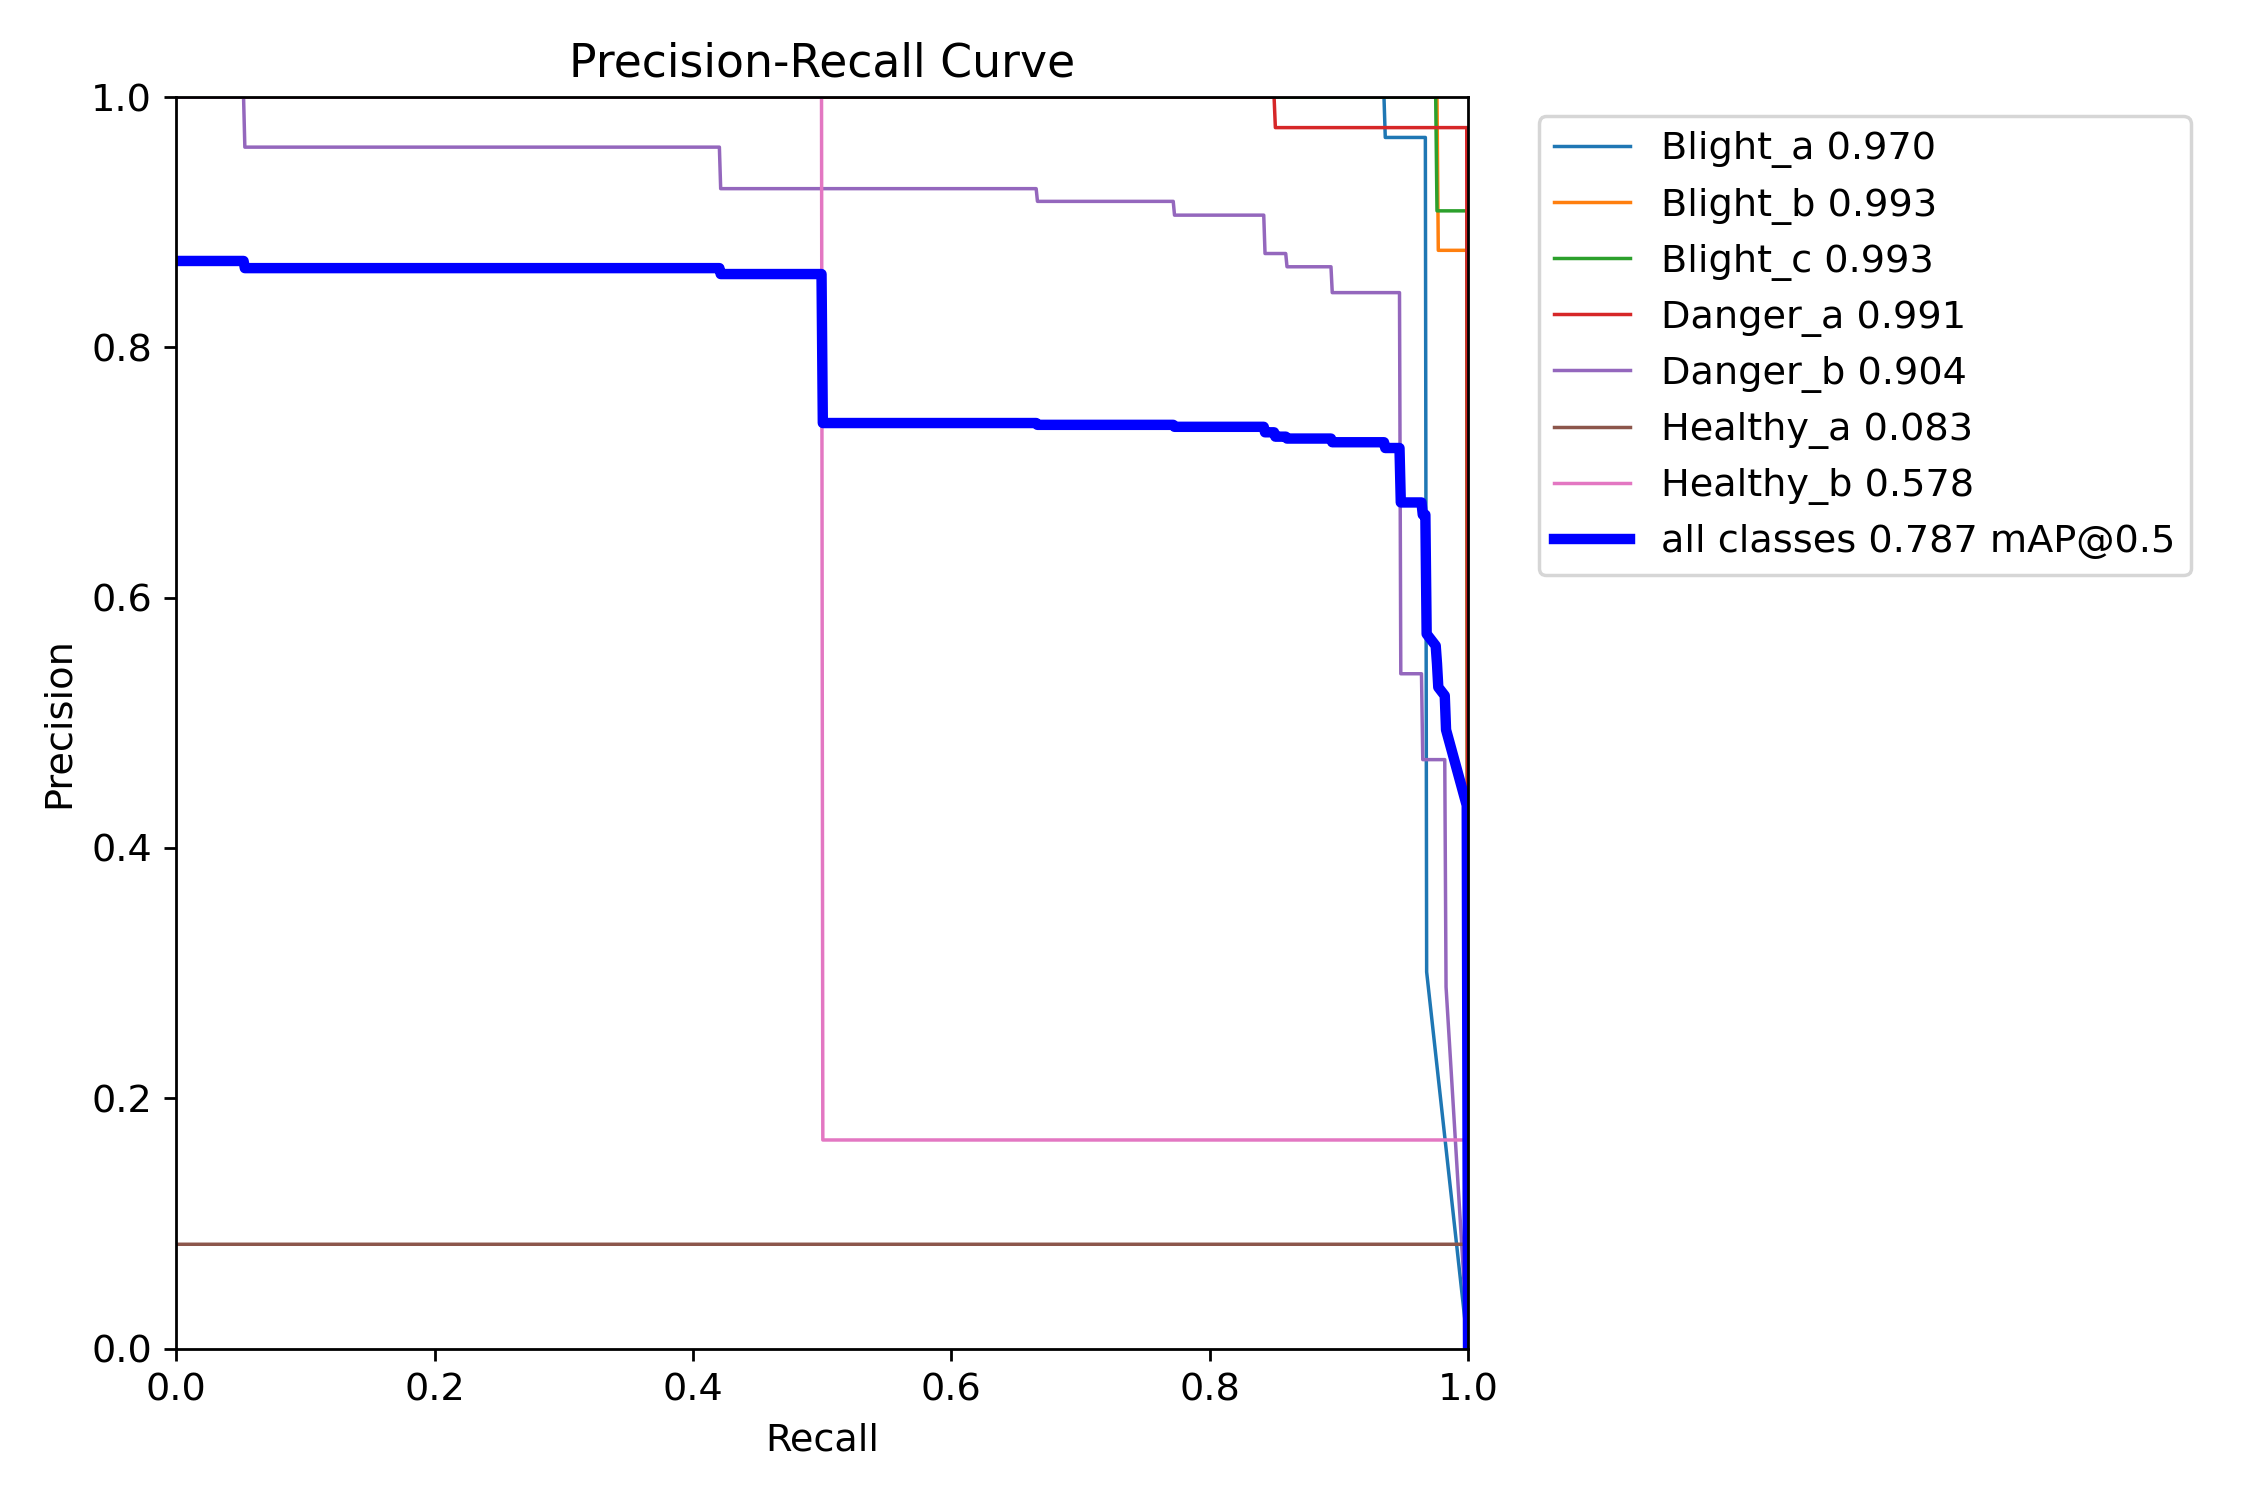 Precision-Recall Curve
1.0
0.8
0.6
0.4
0.2
0.0
Precision
0.0 0.2 0.4 0.6 0.8 1.0
Recall
Blight_a 0.970
Blight_b 0.993
Blight_c 0.993
Danger_a 0.991
Danger_b 0.904
Healthy_a 0.083
Healthy_b 0.578
all classes 0.787 mAP@0.5